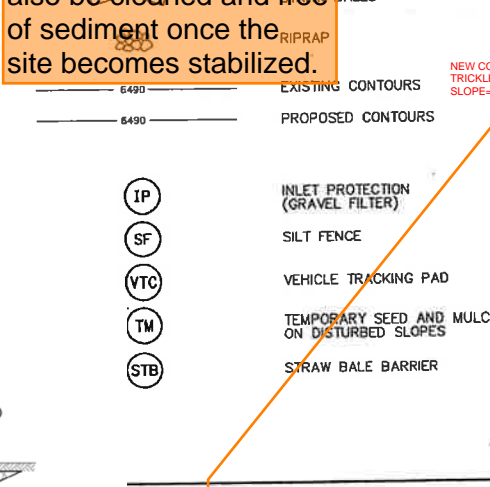 of sediment once the
site becomes stabilized.
RIPRAP
6490 EXISTING CONTOURS
6490 PROPOSED CONTOURS
NEW CO
TRICKL
SLOPE=
IP INLET PROTECTION
(GRAVEL FILTER)
SF SILT FENCE
VTC VEHICLE TRACKING PAD
TM TEMPORARY SEED AND MULC
ON DISTURBED SLOPES
STB STRAW BALE BARRIER